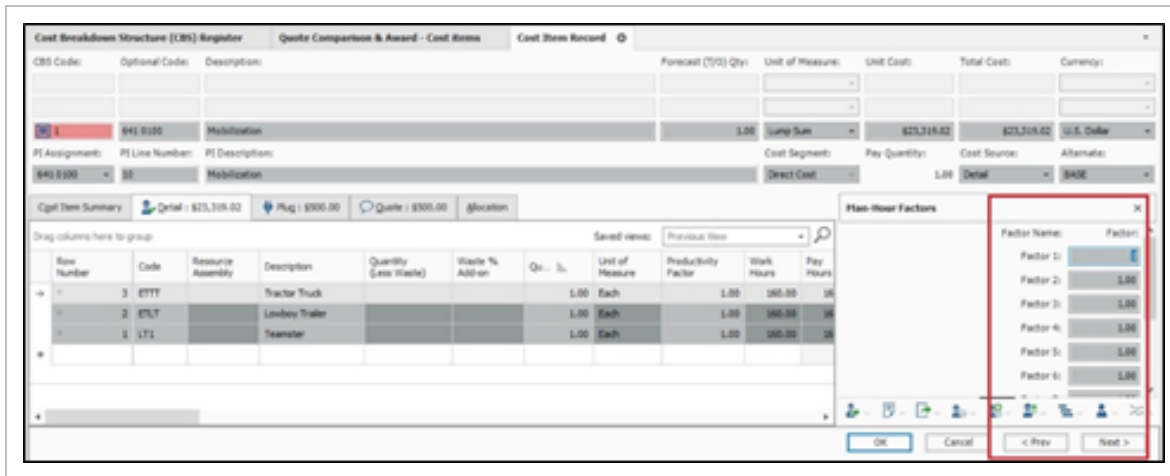 Cost Breakdown Structure (CBS) Register Quote Comparison & Award - Cost Items Cost Item Record
CBS Code: Optional Code: Description: Forecast (T/O) Qty: Unit of Measure: Unit Cost: Total Cost: Currency:
1 641 0100 Mobilization 1.00 Lump Sum $23,319.02 $23,319.02 U.S. Dollar
PI Assignment: PI Line Number: PI Description: Cost Segment: Pay Quantity: Cost Source: Alternate:
641 0100 10 Mobilization Direct Cost 1.00 Detail BASE
Cost Item Summary Detail : $23,319.02 Plug : $500.00 Quote : $500.00 Allocation
Man-Hour Factors
Drag columns here to group Saved views: Previous View
Factor Name: Factor:
Row Number Code Resource Assembly Description Quantity (Less Waste) Waste % Add-on Qu... Unit of Measure Productivity Factor Work Hours Pay Hours
3 ETTT Tractor Truck 1.00 Each 1.00 160.00 16
2 ETLT Lowboy Trailer 1.00 Each 1.00 160.00 16
1 LT1 Teamster 1.00 Each 1.00 160.00 16
Factor 1:
Factor 2: 1.00
Factor 3: 1.00
Factor 4: 1.00
Factor 5: 1.00
Factor 6: 1.00
OK Cancel < Prev Next >